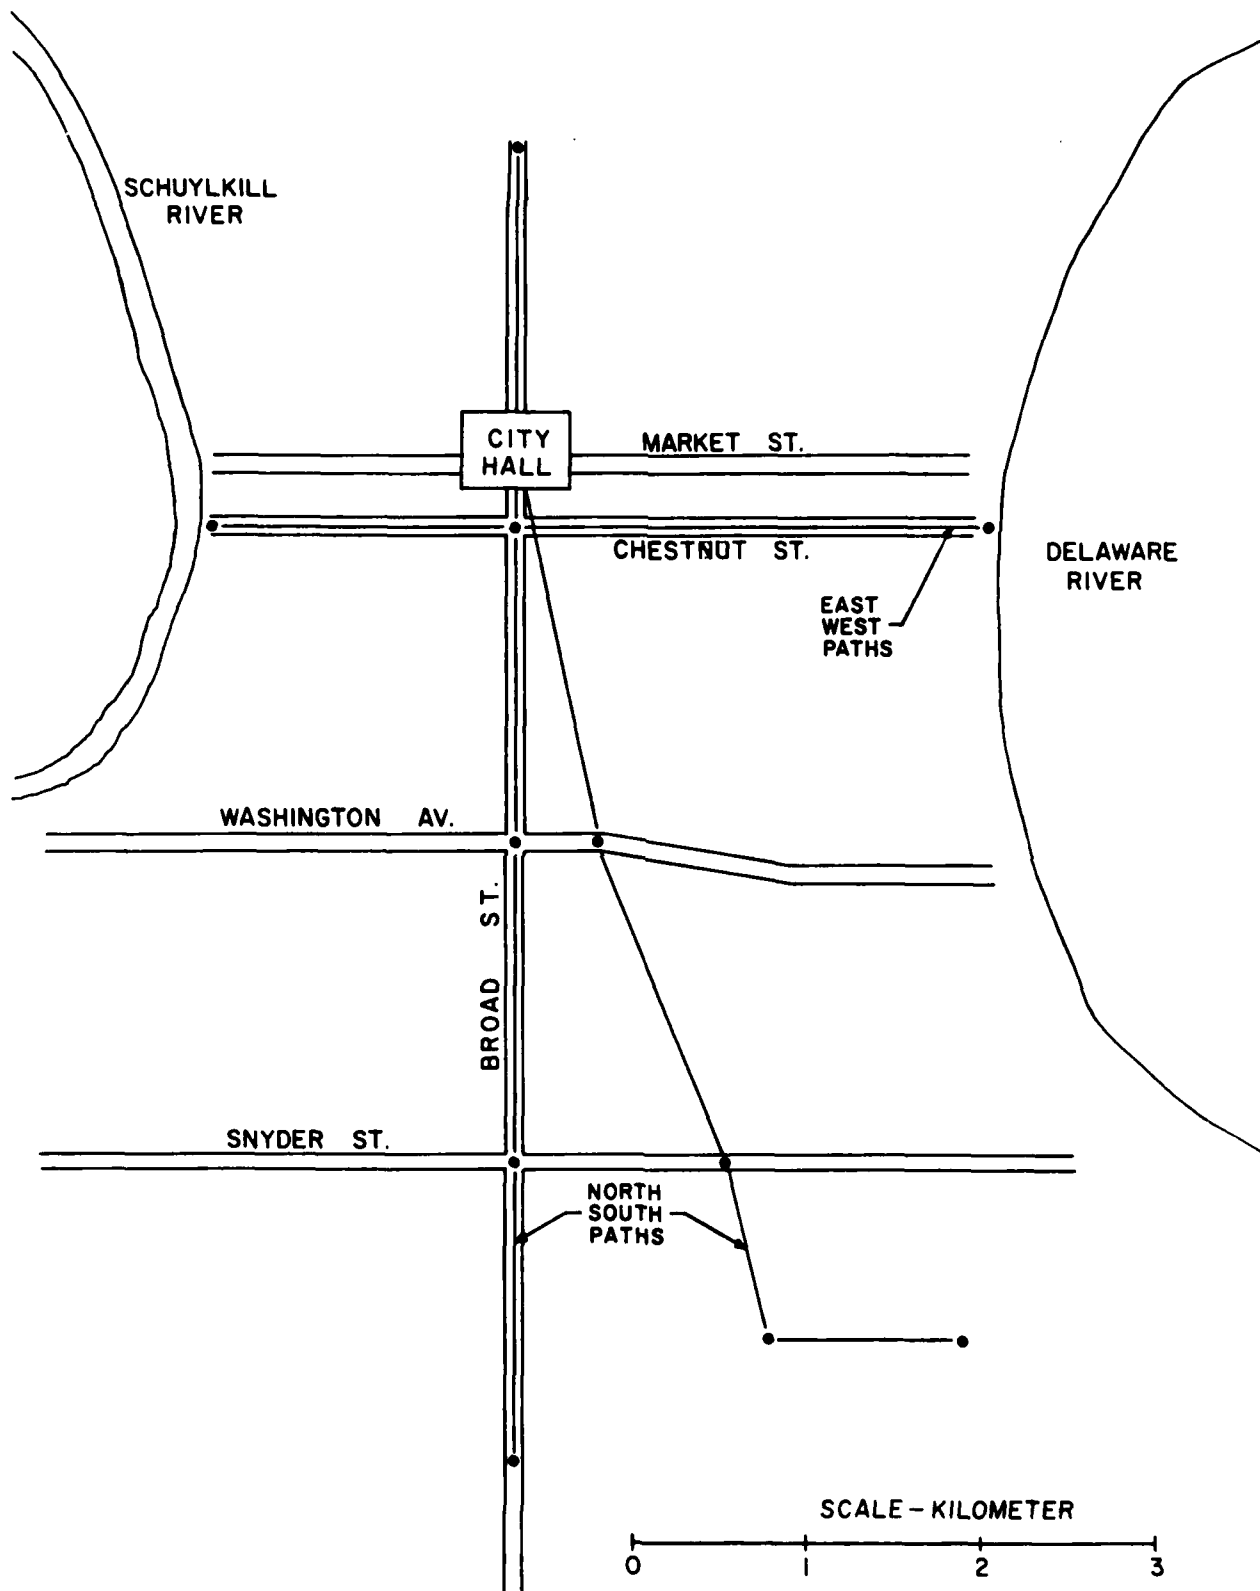 SCHUYLKILL
RIVER
CITY
HALL
MARKET ST.
CHESTNUT ST.
DELAWARE
RIVER
EAST
WEST
PATHS
WASHINGTON AV.
BROAD ST.
SNYDER ST.
NORTH
SOUTH
PATHS
SCALE - KILOMETER
0 1 2 3